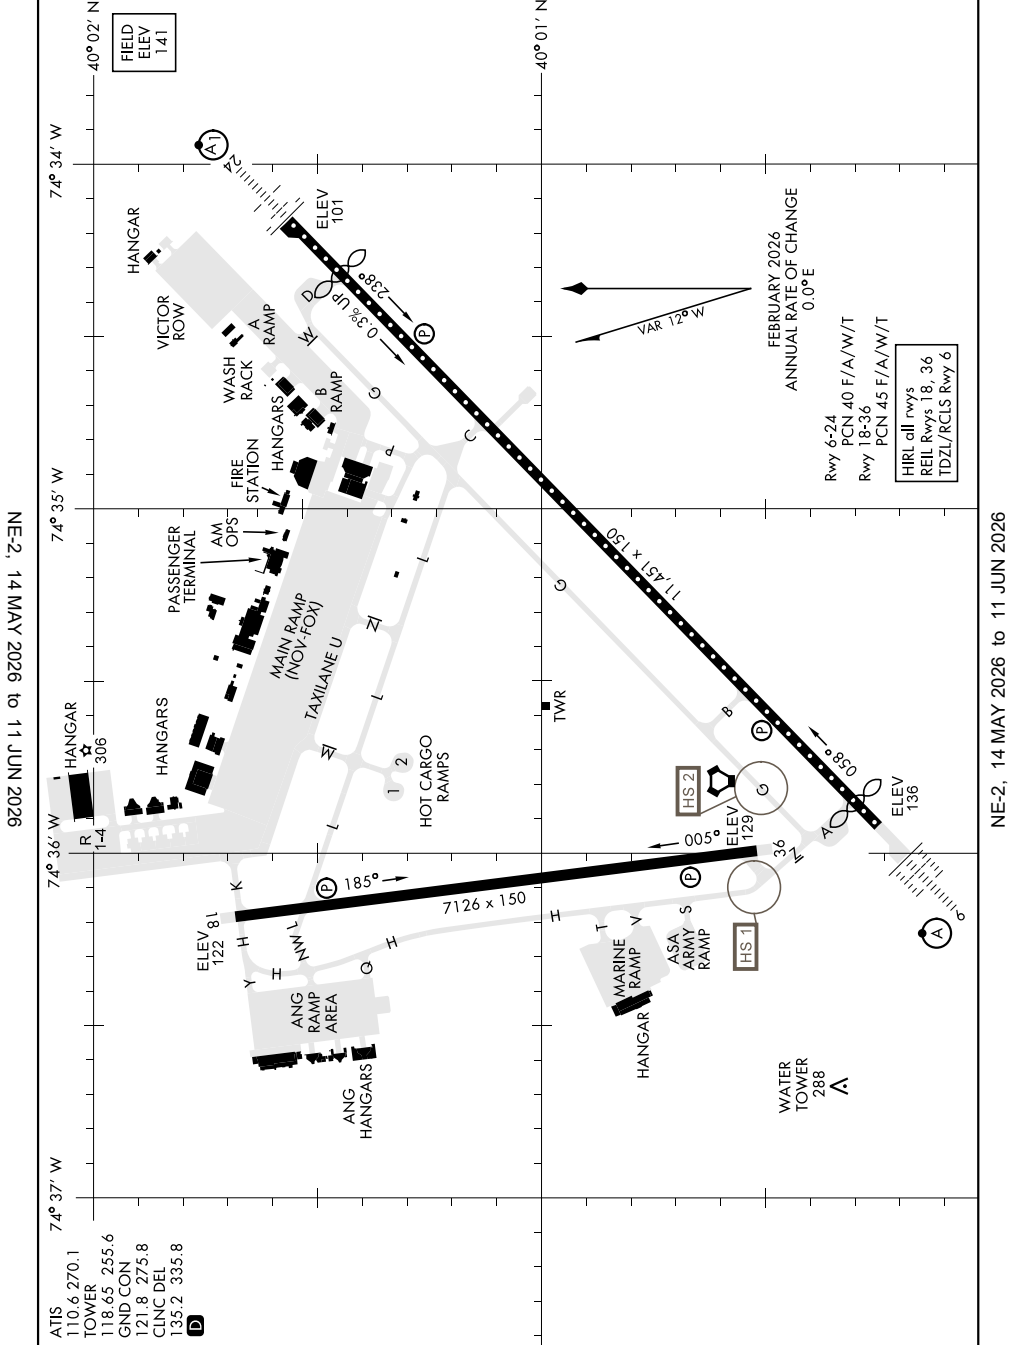 NE-2, 14 MAY 2026 to 11 JUN 2026
ATIS
110.6 270.1
TOWER
118.65 255.6
GND CON
121.8 275.8
CLNC DEL
135.2 335.8
D
74° 37' W
74° 36' W
74° 35' W
74° 34' W
40° 02' N
40° 01' N
FIELD
ELEV
141
A1
24
ELEV
101
HANGAR
VICTOR
ROW
A
RAMP
WASH
RACK
HANGARS
B
RAMP
FIRE
STATION
AM
OPS
PASSENGER
TERMINAL
MAIN RAMP
(NOV-FOX)
TAXILANE U
HANGARS
HANGAR
306
R
1-4
D
W
0.3% UP
238°
P
G
C
P
L
N
L
M
L
1
2
HOT CARGO
RAMPS
TWR
G
11,451 x 150
B
P
058°
ELEV
136
A
G
HS 2
ELEV
129
36
Z
005°
P
7126 x 150
185°
P
K
18
ELEV
122
H
L
NW
Y
H
Q
H
H
T
V
S
HS 1
ANG
RAMP
AREA
ANG
HANGARS
MARINE
RAMP
HANGAR
ASA
ARMY
RAMP
WATER
TOWER
288
6
A
VAR 12° W
FEBRUARY 2026
ANNUAL RATE OF CHANGE
0.0° E
Rwy 6-24
PCN 40 F/A/W/T
Rwy 18-36
PCN 45 F/A/W/T
HIRL all rwys
REIL Rwys 18, 36
TDZL/RCLS Rwy 6
NE-2, 14 MAY 2026 to 11 JUN 2026